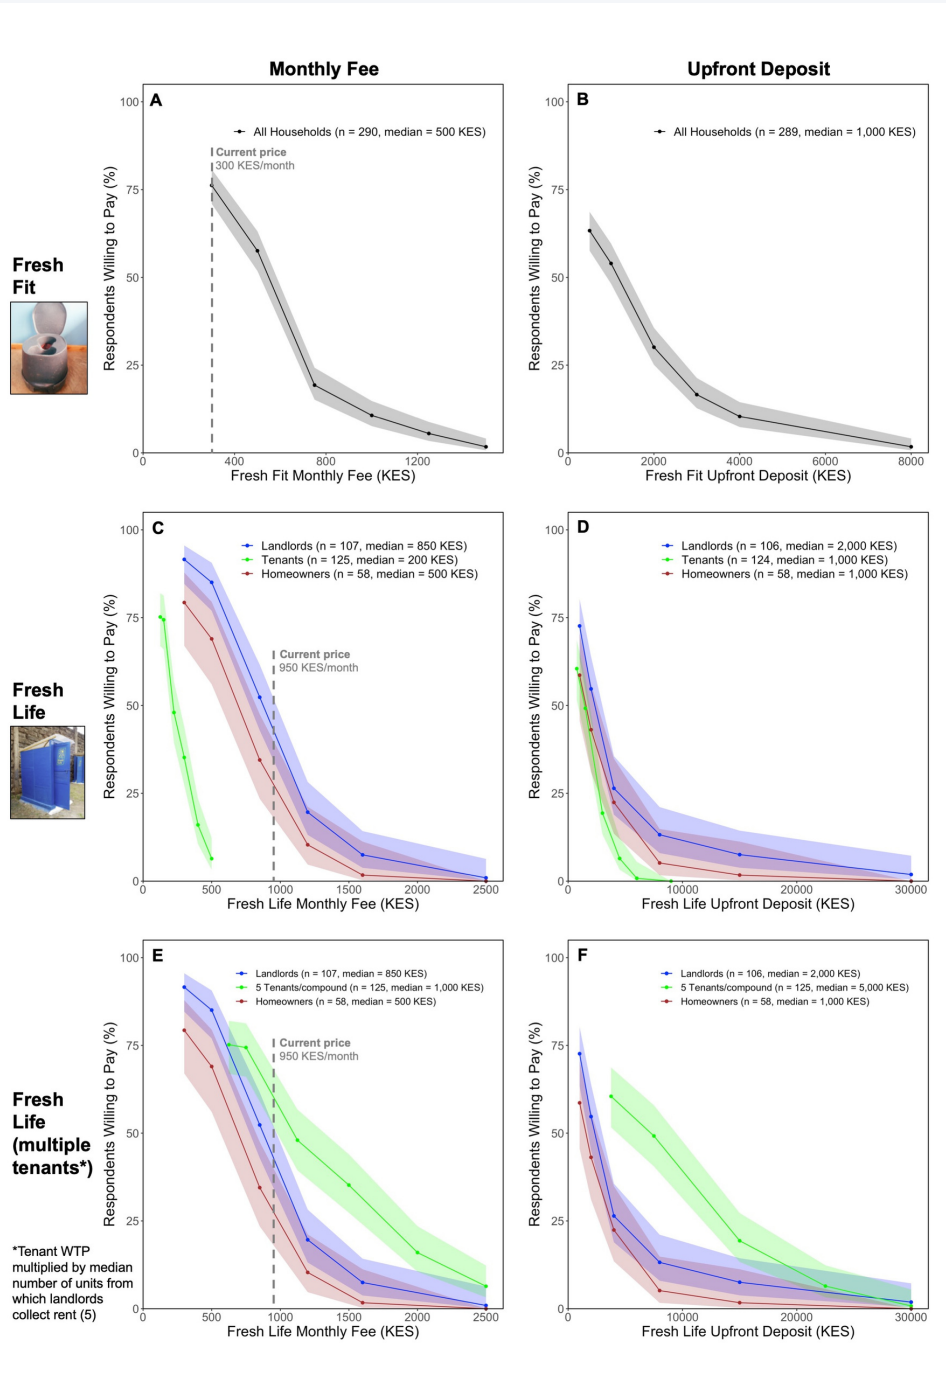 Monthly Fee
Upfront Deposit
Fresh
Fit
A
All Households (n = 290, median = 500 KES)
Current price
300 KES/month
Respondents Willing to Pay (%)
100
75
50
25
0
0
400
800
1200
Fresh Fit Monthly Fee (KES)
B
All Households (n = 289, median = 1,000 KES)
Respondents Willing to Pay (%)
100
75
50
25
0
0
2000
4000
6000
8000
Fresh Fit Upfront Deposit (KES)
Fresh
Life
C
Landlords (n = 107, median = 850 KES)
Tenants (n = 125, median = 200 KES)
Homeowners (n = 58, median = 500 KES)
Current price
950 KES/month
Respondents Willing to Pay (%)
100
75
50
25
0
0
500
1000
1500
2000
2500
Fresh Life Monthly Fee (KES)
D
Landlords (n = 106, median = 2,000 KES)
Tenants (n = 124, median = 1,000 KES)
Homeowners (n = 58, median = 1,000 KES)
Respondents Willing to Pay (%)
100
75
50
25
0
0
10000
20000
30000
Fresh Life Upfront Deposit (KES)
Fresh
Life
(multiple
tenants*)
*Tenant WTP
multiplied by median
number of units from
which landlords
collect rent (5)
E
Landlords (n = 107, median = 850 KES)
5 Tenants/compound (n = 125, median = 1,000 KES)
Homeowners (n = 58, median = 500 KES)
Current price
950 KES/month
Respondents Willing to Pay (%)
100
75
50
25
0
0
500
1000
1500
2000
2500
Fresh Life Monthly Fee (KES)
F
Landlords (n = 106, median = 2,000 KES)
5 Tenants/compound (n = 125, median = 5,000 KES)
Homeowners (n = 58, median = 1,000 KES)
Respondents Willing to Pay (%)
100
75
50
25
0
0
10000
20000
30000
Fresh Life Upfront Deposit (KES)